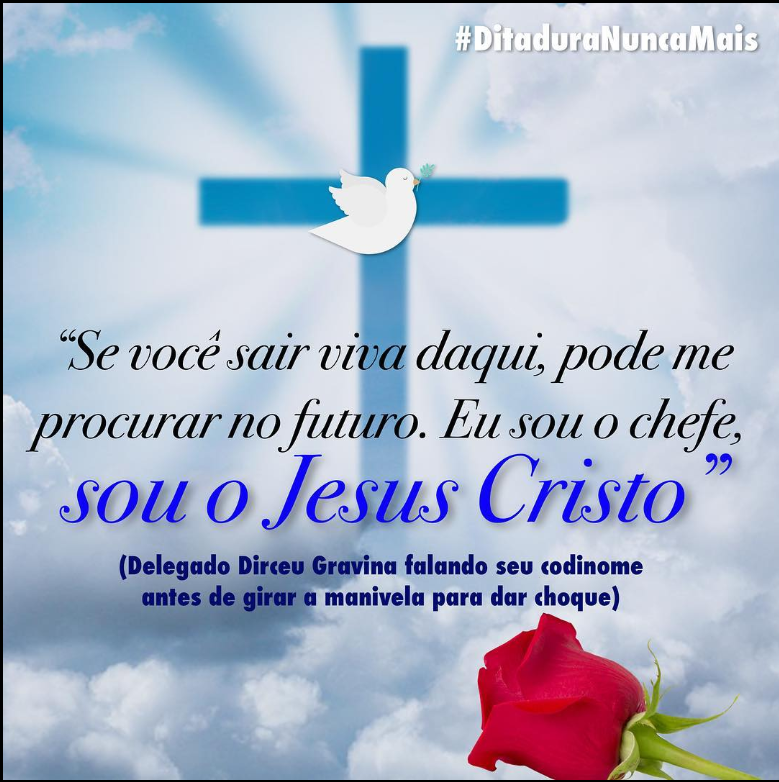 #DitaduraNuncaMais
“Se você sair viva daqui, pode me
procurar no futuro. Eu sou o chefe,
sou o Jesus Cristo”
(Delegado Dirceu Gravina falando seu codinome
antes de girar a manivela para dar choque)